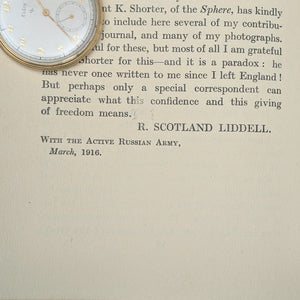 nt K. Shorter, of the Sphere, has kindly
to include here several of my contribu-
journal, and many of my photographs.
ful for these, but most of all I am grateful
Shorter for this—and it is a paradox: he
has never once written to me since I left England!
But perhaps only a special correspondent can
appreciate what this confidence and this giving
of freedom means.
R. SCOTLAND LIDDELL.
WITH THE ACTIVE RUSSIAN ARMY,
March, 1916.